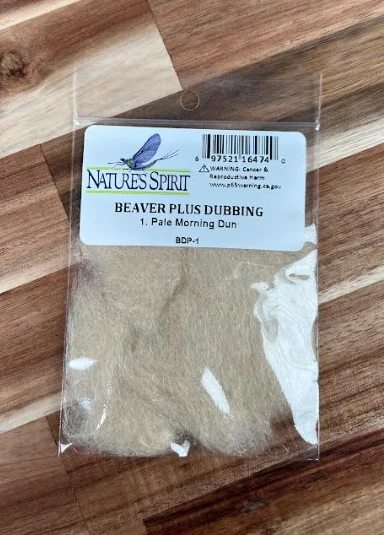 NATURE'S SPIRIT
6 97521 16474 0
⚠ WARNING: Cancer &
Reproductive Harm
www.p65warning.ca.gov
BEAVER PLUS DUBBING
1. Pale Morning Dun
BDP-1